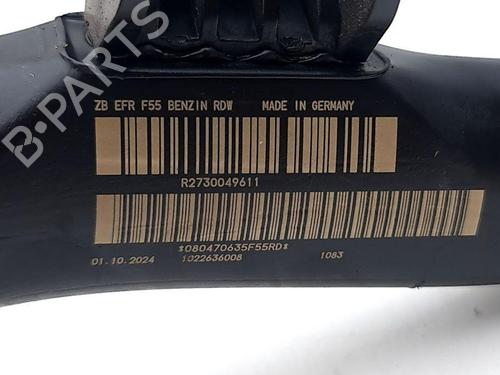 ZB EFR F55 BENZIN RDW MADE IN GERMANY
R2730049611
$080470635F55RD$
01.10.2024 1022636008 1083
B-PARTS